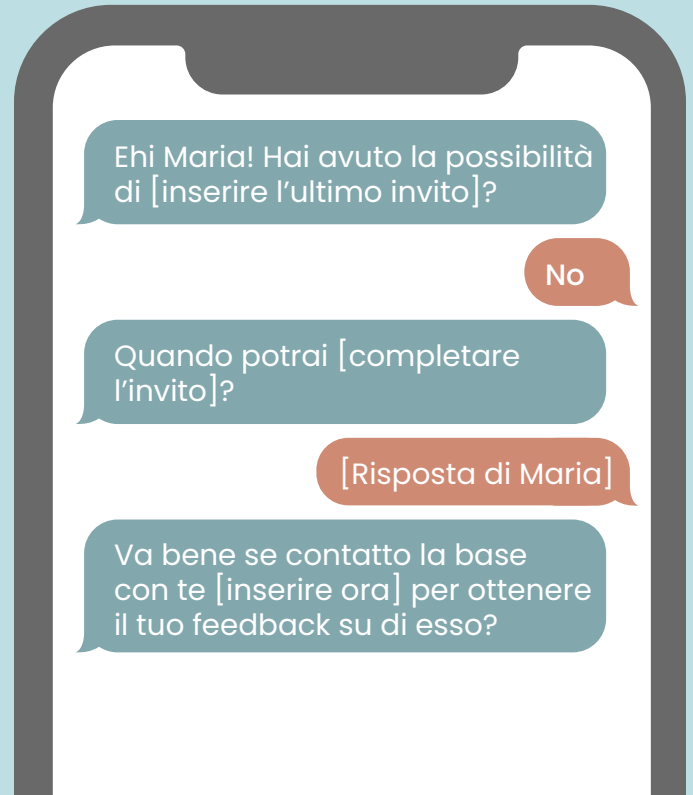 Ehi Maria! Hai avuto la possibilità
di [inserire l’ultimo invito]?
No
Quando potrai [completare
l’invito]?
[Risposta di Maria]
Va bene se contatto la base
con te [inserire ora] per ottenere
il tuo feedback su di esso?